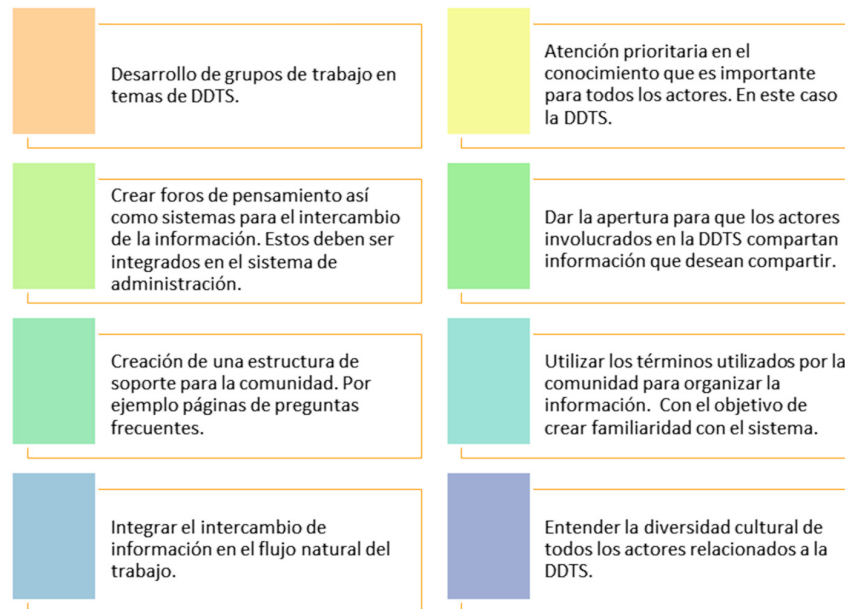 Desarrollo de grupos de trabajo en
temas de DDTS.
Atención prioritaria en el
conocimiento que es importante
para todos los actores. En este caso
la DDTS.
Crear foros de pensamiento así
como sistemas para el intercambio
de la información. Estos deben ser
integrados en el sistema de
administración.
Dar la apertura para que los actores
involucrados en la DDTS compartan
información que desean compartir.
Creación de una estructura de
soporte para la comunidad. Por
ejemplo páginas de preguntas
frecuentes.
Utilizar los términos utilizados por la
comunidad para organizar la
información. Con el objetivo de
crear familiaridad con el sistema.
Integrar el intercambio de
información en el flujo natural del
trabajo.
Entender la diversidad cultural de
todos los actores relacionados a la
DDTS.